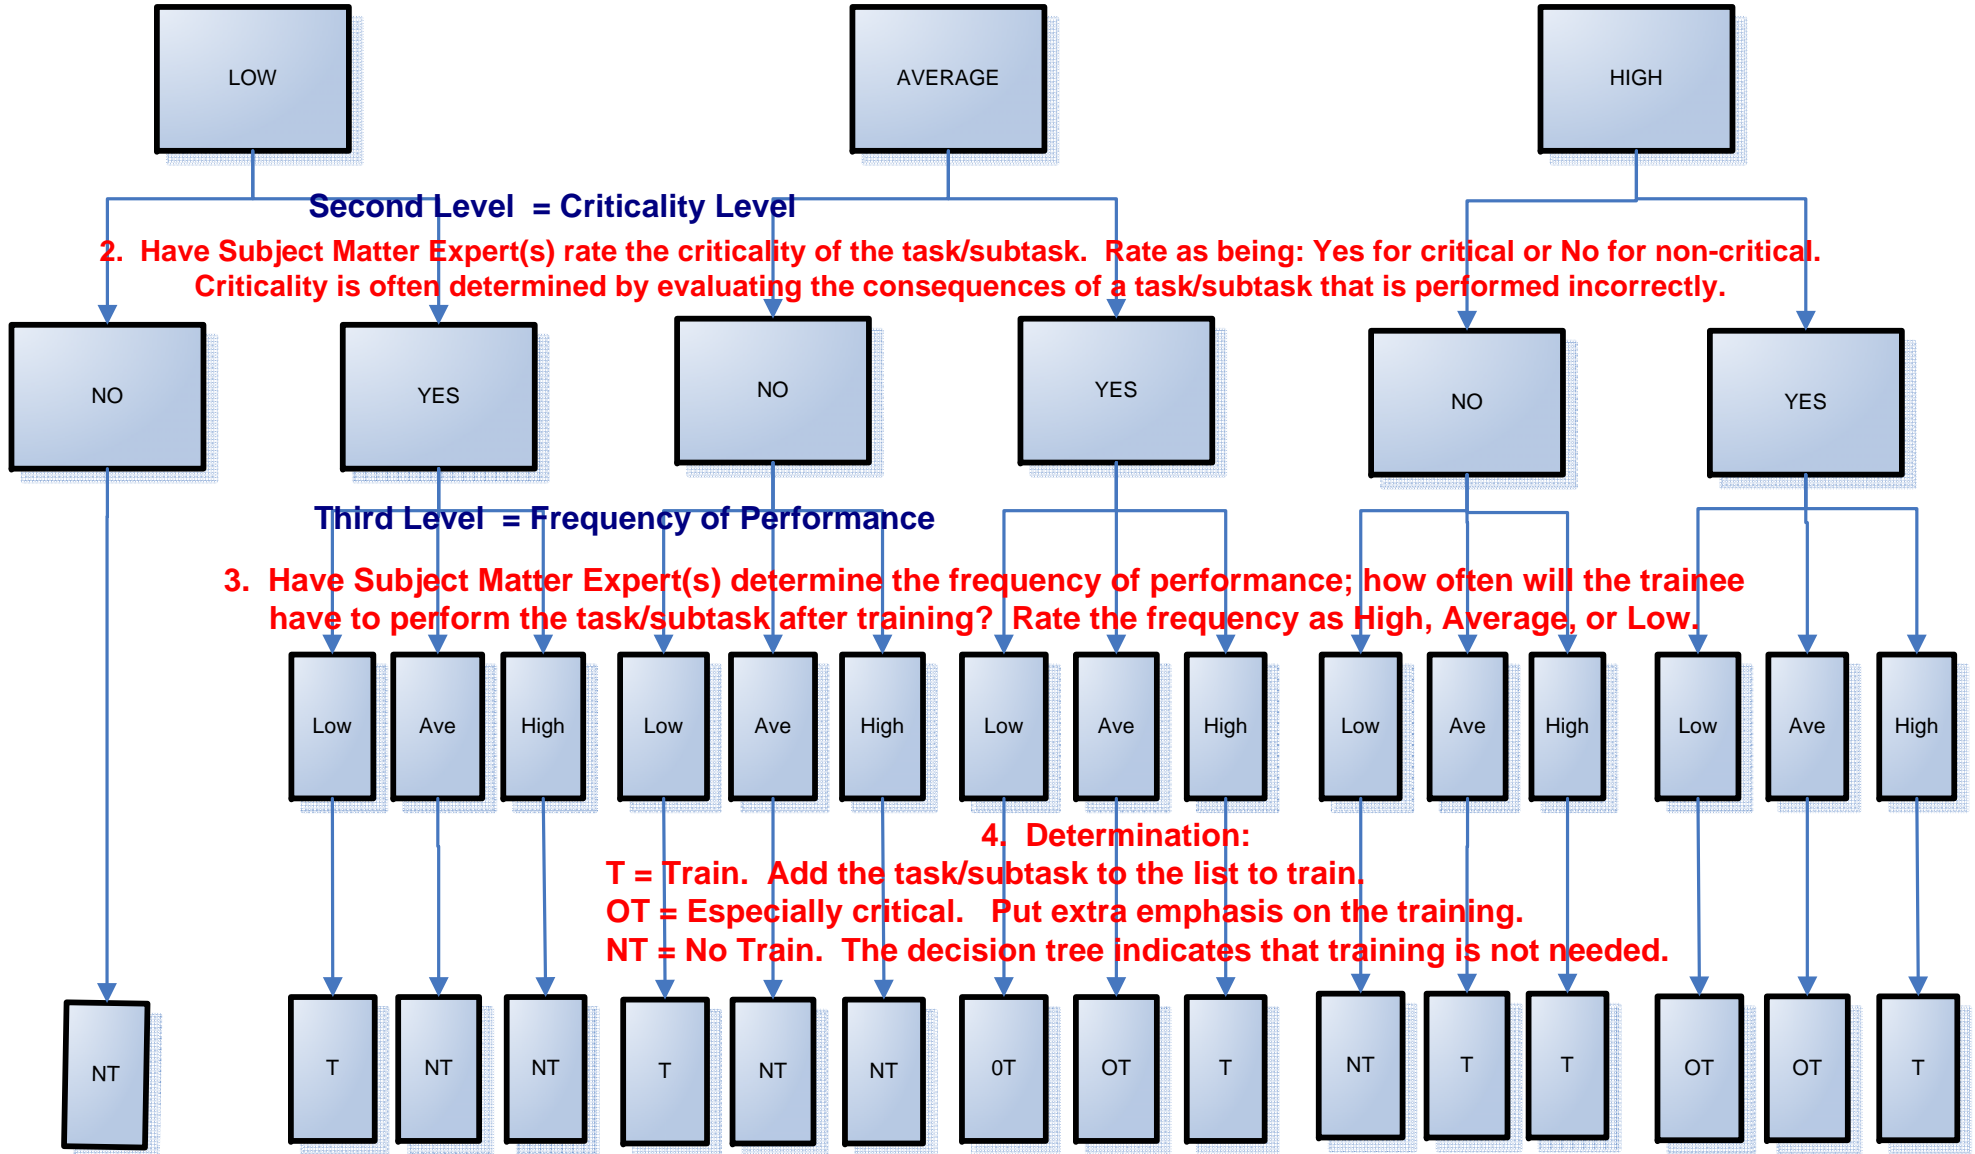 LOW
AVERAGE
HIGH
Second Level = Criticality Level
2. Have Subject Matter Expert(s) rate the criticality of the task/subtask. Rate as being: Yes for critical or No for non-critical.
Criticality is often determined by evaluating the consequences of a task/subtask that is performed incorrectly.
NO
YES
NO
YES
NO
YES
Third Level = Frequency of Performance
3. Have Subject Matter Expert(s) determine the frequency of performance; how often will the trainee
have to perform the task/subtask after training? Rate the frequency as High, Average, or Low.
Low
Ave
High
Low
Ave
High
Low
Ave
High
Low
Ave
High
Low
Ave
High
4. Determination:
T = Train. Add the task/subtask to the list to train.
OT = Especially critical. Put extra emphasis on the training.
NT = No Train. The decision tree indicates that training is not needed.
NT
T
NT
NT
T
NT
NT
0T
OT
T
NT
T
T
OT
OT
T